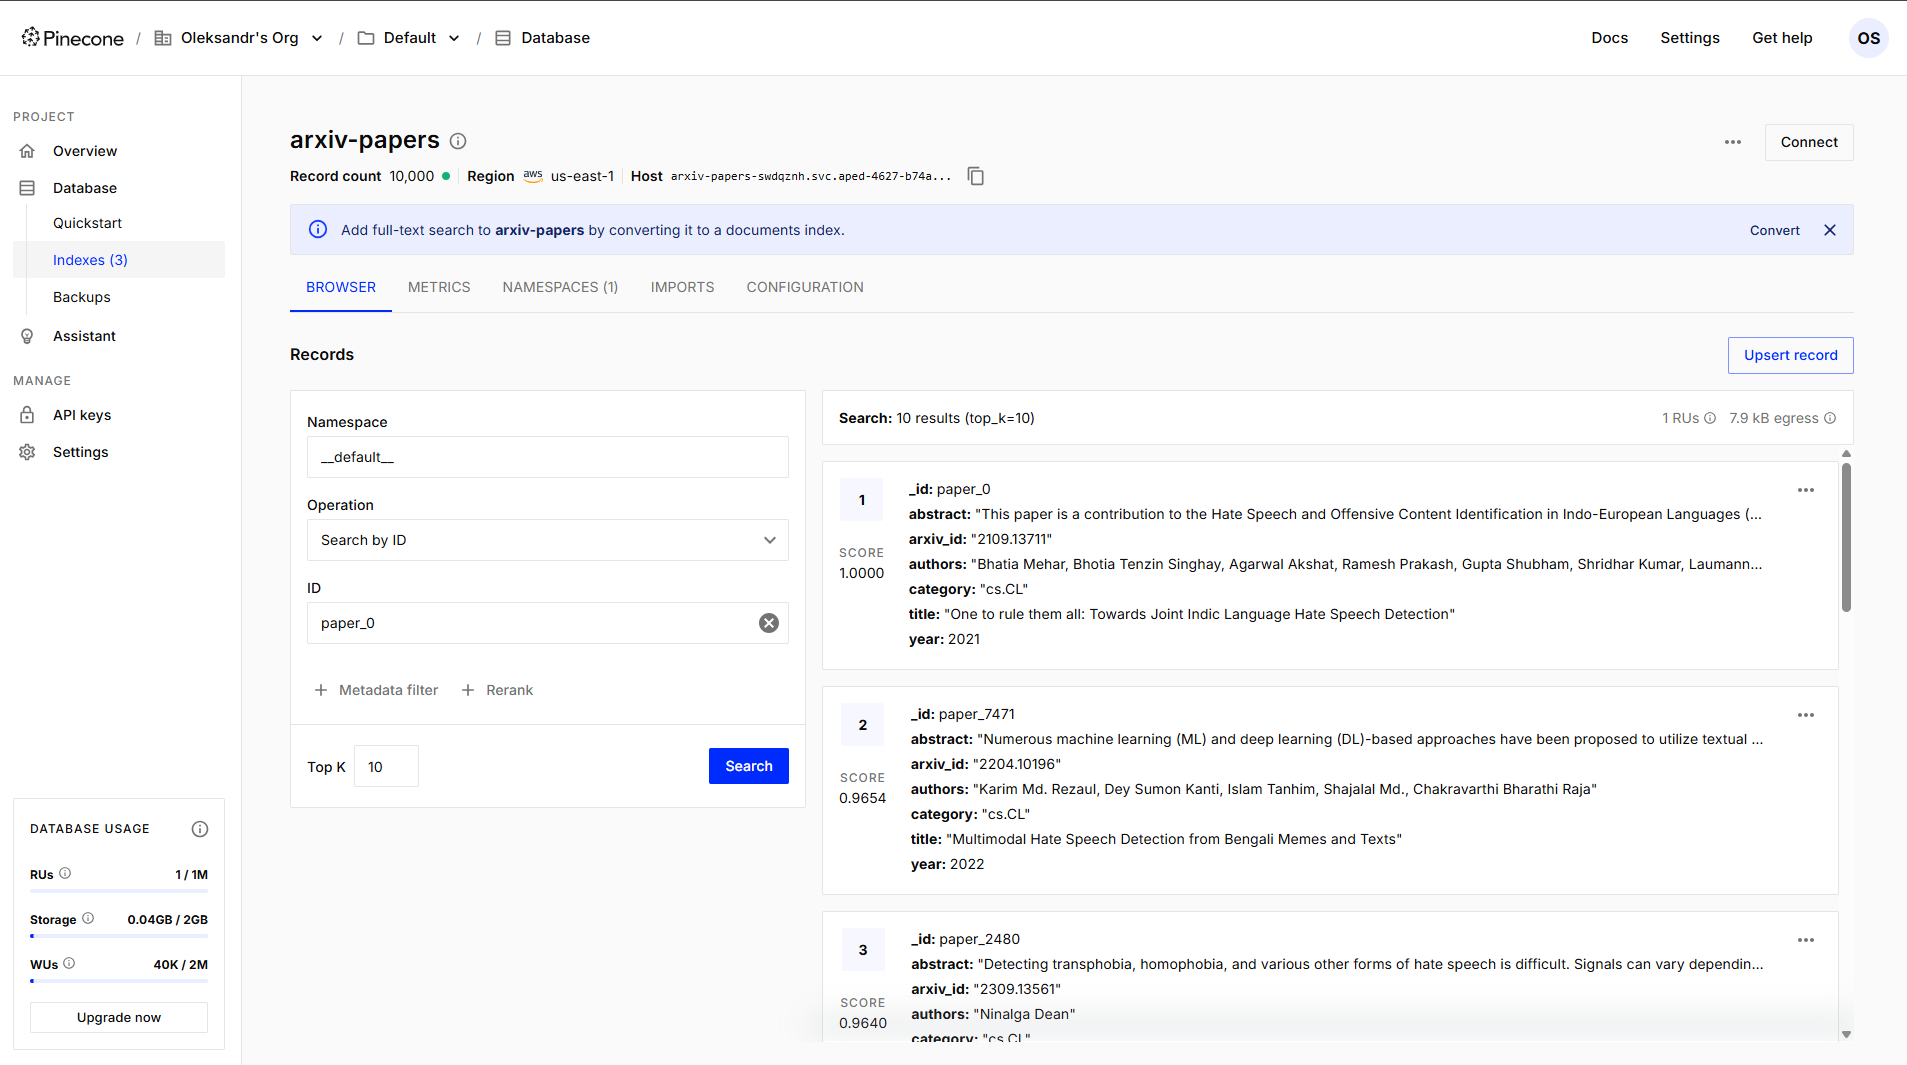 Pinecone / Oleksandr's Org / Default / Database
Docs Settings Get help OS
PROJECT
Overview
Database
Quickstart
Indexes (3)
Backups
Assistant
MANAGE
API keys
Settings
DATABASE USAGE
RUs 1 / 1M
Storage 0.04GB / 2GB
WUs 40K / 2M
Upgrade now
arxiv-papers
Connect
Record count 10,000 Region aws us-east-1 Host arxiv-papers-swdqznh.svc.aped-4627-b74a...
Add full-text search to arxiv-papers by converting it to a documents index.
Convert
BROWSER METRICS NAMESPACES (1) IMPORTS CONFIGURATION
Records
Upsert record
Namespace
__default__
Operation
Search by ID
ID
paper_0
Metadata filter Rerank
Top K 10 Search
Search: 10 results (top_k=10) 1 RUs 7.9 kB egress
1
SCORE
1.0000
_id: paper_0
abstract: "This paper is a contribution to the Hate Speech and Offensive Content Identification in Indo-European Languages (...
arxiv_id: "2109.13711"
authors: "Bhatia Mehar, Bhotia Tenzin Singhay, Agarwal Akshat, Ramesh Prakash, Gupta Shubham, Shridhar Kumar, Laumann...
category: "cs.CL"
title: "One to rule them all: Towards Joint Indic Language Hate Speech Detection"
year: 2021
2
SCORE
0.9654
_id: paper_7471
abstract: "Numerous machine learning (ML) and deep learning (DL)-based approaches have been proposed to utilize textual ...
arxiv_id: "2204.10196"
authors: "Karim Md. Rezaul, Dey Sumon Kanti, Islam Tanhim, Shajalal Md., Chakravarthi Bharathi Raja"
category: "cs.CL"
title: "Multimodal Hate Speech Detection from Bengali Memes and Texts"
year: 2022
3
SCORE
0.9640
_id: paper_2480
abstract: "Detecting transphobia, homophobia, and various other forms of hate speech is difficult. Signals can vary dependin...
arxiv_id: "2309.13561"
authors: "Ninalga Dean"
category: "cs.CL"